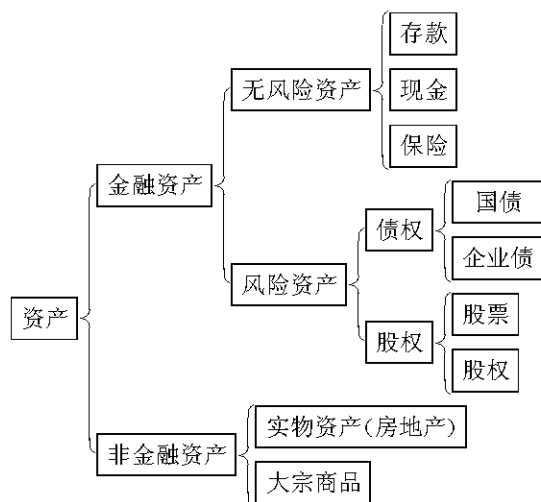 存款
无风险资产
现金
保险
金融资产
国债
债权
企业债
风险资产
资产
股票
股权
股权
实物资产(房地产)
非金融资产
大宗商品